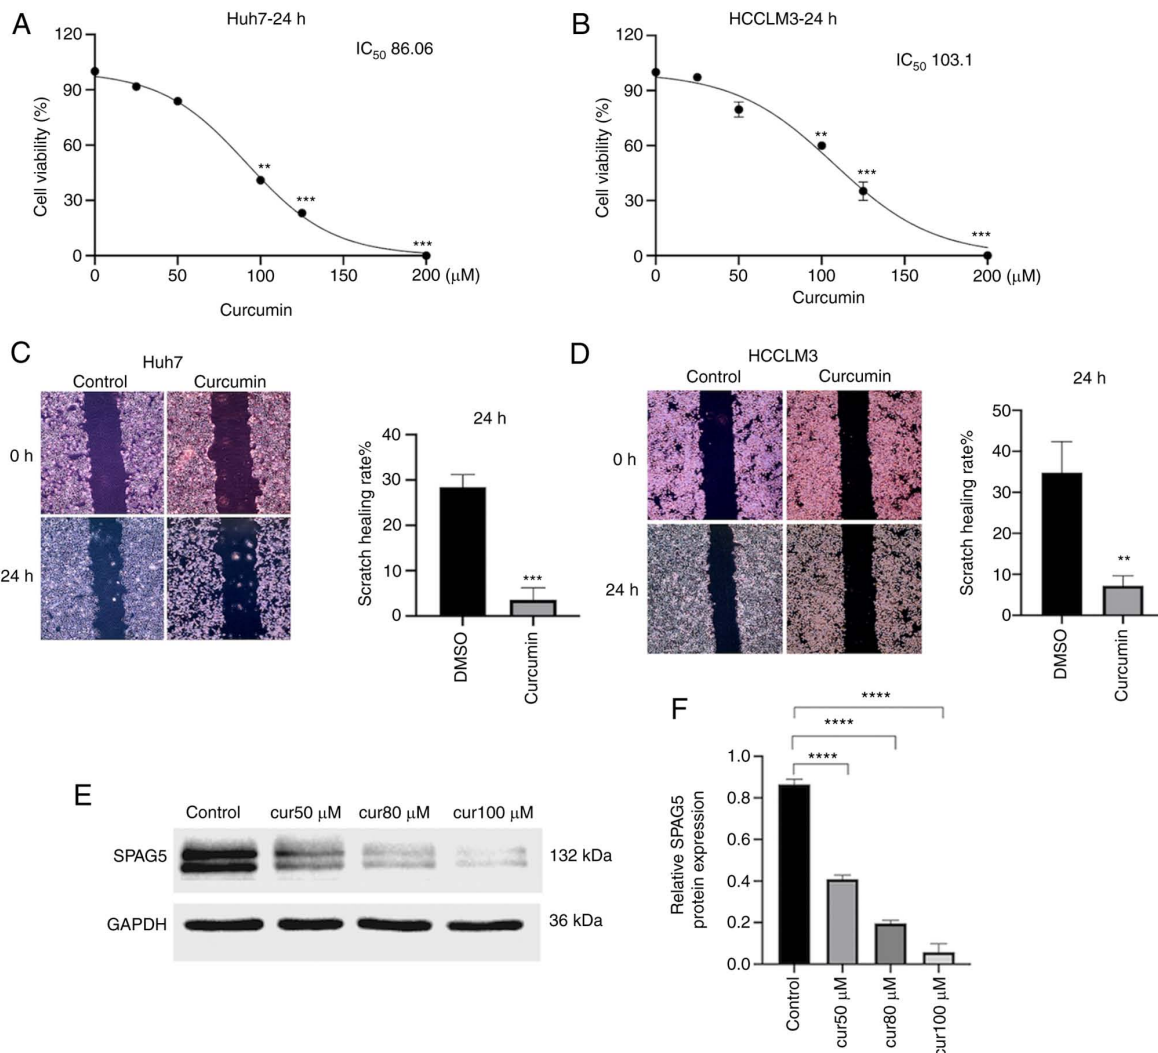 A
Huh7-24 h
IC50 86.06
Cell viability (%)
120
90
60
30
0
**
***
***
0 50 100 150 200 (μM)
Curcumin
B
HCCLM3-24 h
IC50 103.1
Cell viability (%)
120
90
60
30
0
**
***
***
0 50 100 150 200 (μM)
Curcumin
C
Huh7
Control Curcumin
0 h
24 h
24 h
Scratch healing rate%
40
30
20
10
0
***
DMSO
Curcumin
D
HCCLM3
Control Curcumin
0 h
24 h
24 h
Scratch healing rate%
50
40
30
20
10
0
**
DMSO
Curcumin
E
Control cur50 μM cur80 μM cur100 μM
SPAG5 132 kDa
GAPDH 36 kDa
F
****
****
****
Relative SPAG5
protein expression
1.0
0.8
0.6
0.4
0.2
0.0
Control
cur50 μM
cur80 μM
cur100 μM